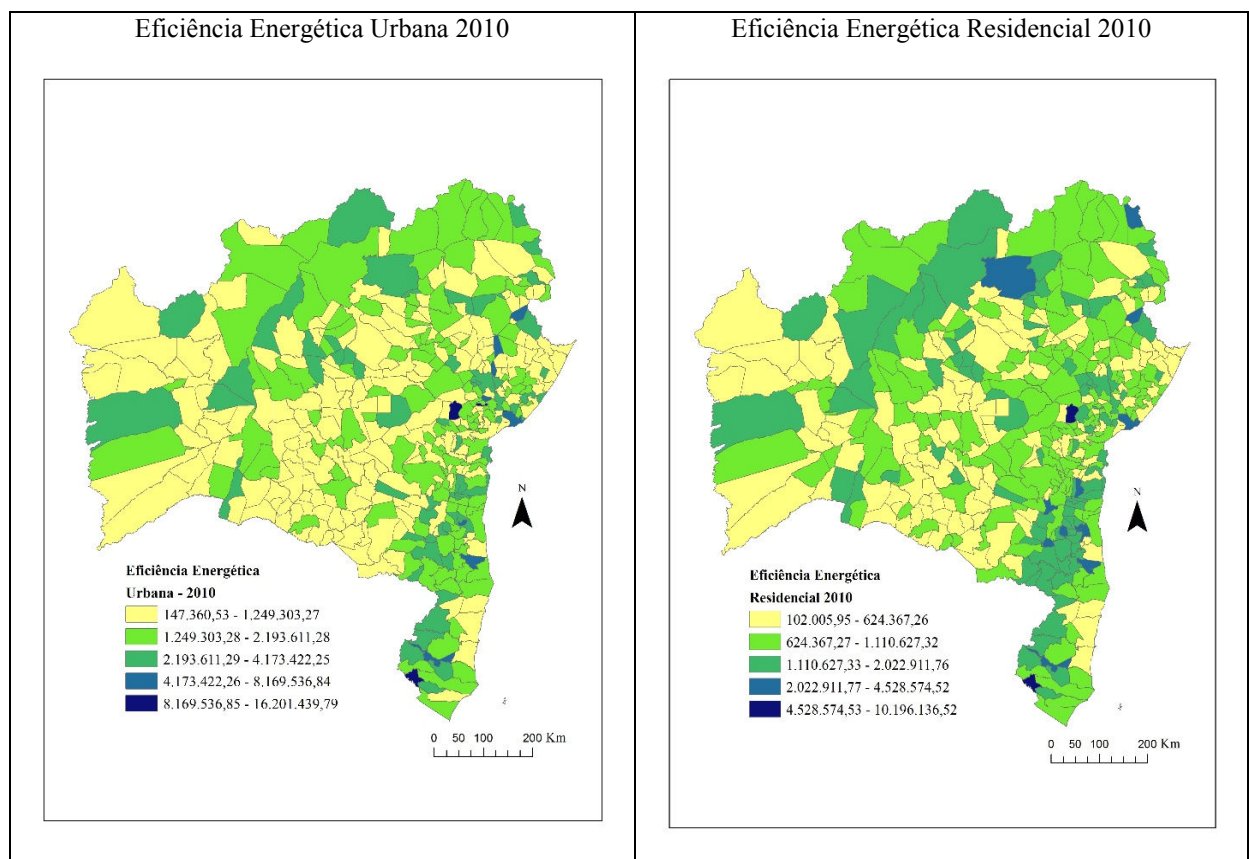 Eficiência Energética Urbana 2010
N
Eficiência Energética
Urbana - 2010
147.360,53 - 1.249.303,27
1.249.303,28 - 2.193.611,28
2.193.611,29 - 4.173.422,25
4.173.422,26 - 8.169.536,84
8.169.536,85 - 16.201.439,79
0 50 100 200 Km
Eficiência Energética Residencial 2010
N
Eficiência Energética
Residencial 2010
102.005,95 - 624.367,26
624.367,27 - 1.110.627,32
1.110.627,33 - 2.022.911,76
2.022.911,77 - 4.528.574,52
4.528.574,53 - 10.196.136,52
0 50 100 200 Km